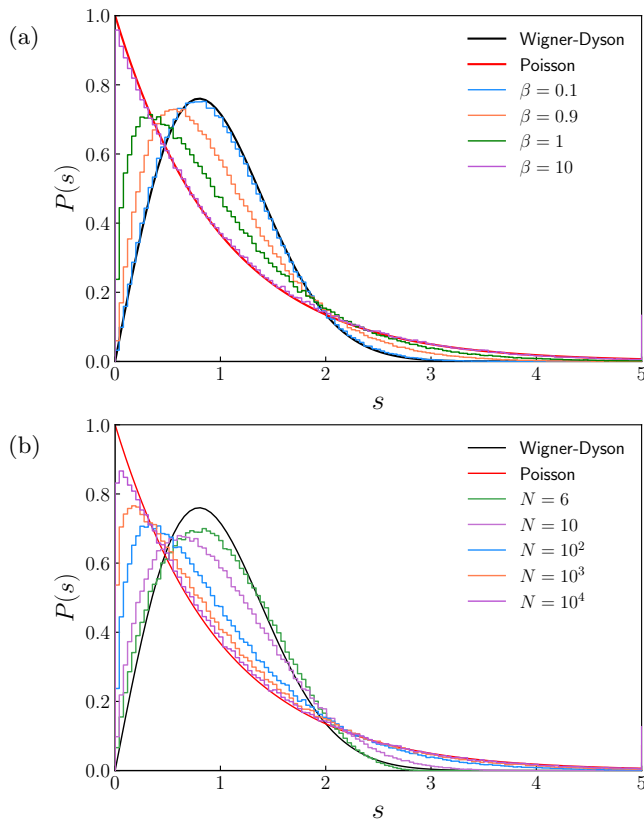 (a)
1.0
0.8
0.6
0.4
0.2
0.0
P(s)
0 1 2 3 4 5
s
Wigner-Dyson
Poisson
β = 0.1
β = 0.9
β = 1
β = 10
(b)
1.0
0.8
0.6
0.4
0.2
0.0
P(s)
0 1 2 3 4 5
s
Wigner-Dyson
Poisson
N = 6
N = 10
N = 10²
N = 10³
N = 10⁴